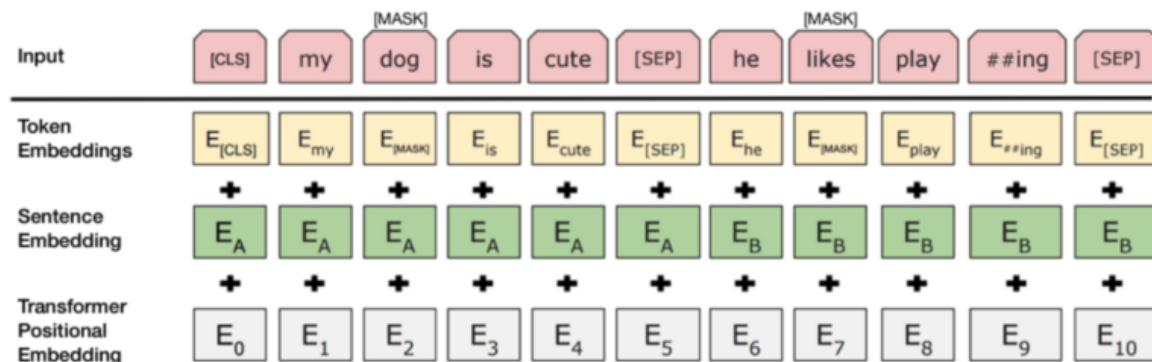 [MASK] [MASK]
Input [CLS] my dog is cute [SEP] he likes play ##ing [SEP]
Token
Embeddings
E[CLS] Emy E[MASK] Eis Ecute E[SEP] Ehe E[MASK] Eplay E##ing E[SEP]
+ + + + + + + + + + +
Sentence
Embedding
EA EA EA EA EA EA EB EB EB EB EB
+ + + + + + + + + + +
Transformer
Positional
Embedding
E0 E1 E2 E3 E4 E5 E6 E7 E8 E9 E10